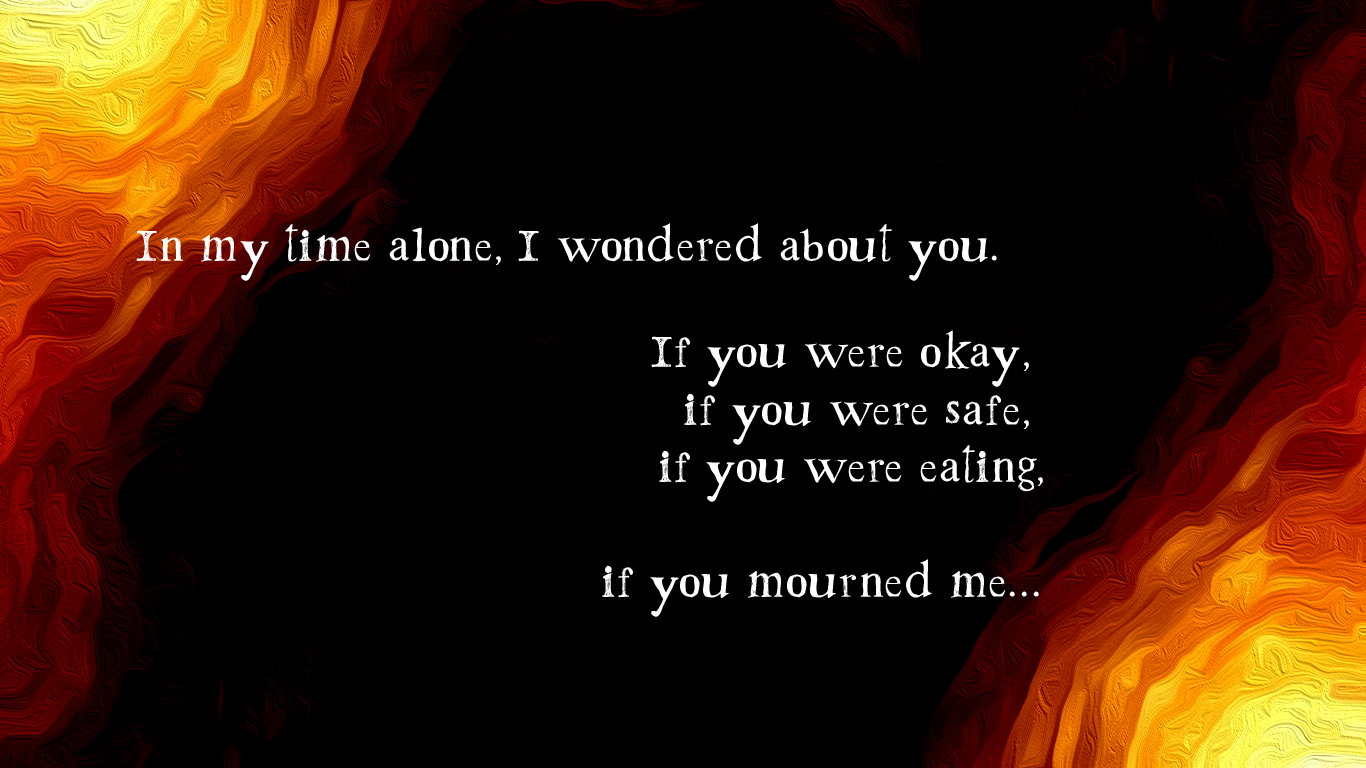 In my time alone, I wondered about you.
If you were okay,
if you were safe,
if you were eating,
if you mourned me...